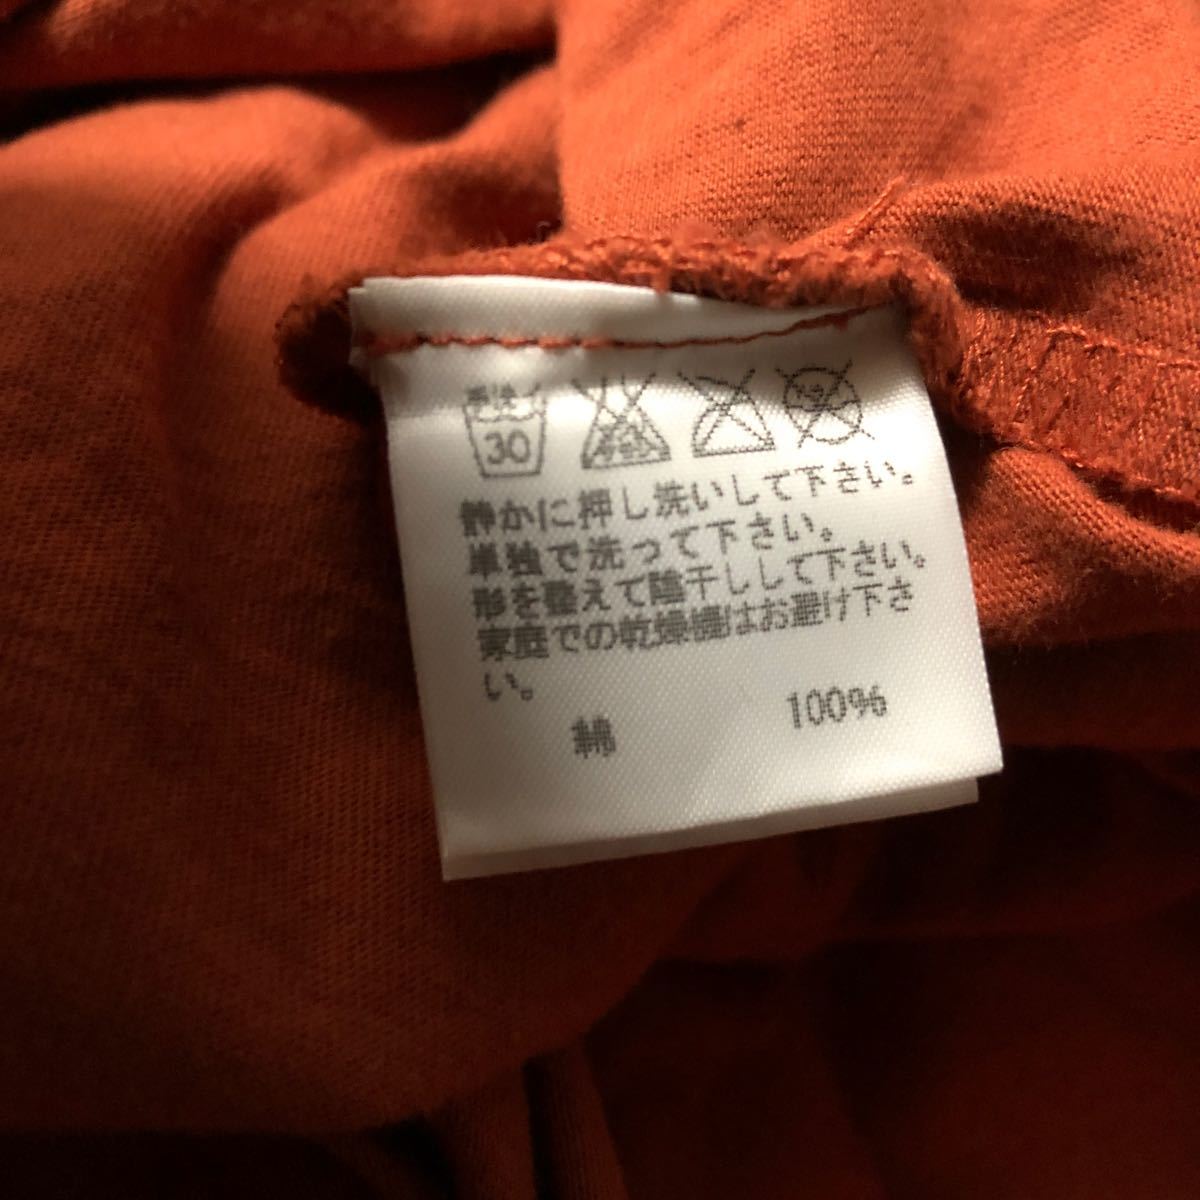 手洗イ
30
静かに押し洗いして下さい。
単独で洗って下さい。
形を整えて陰干しして下さい。
家庭での乾燥機はお避け下さ
い。
綿 100%